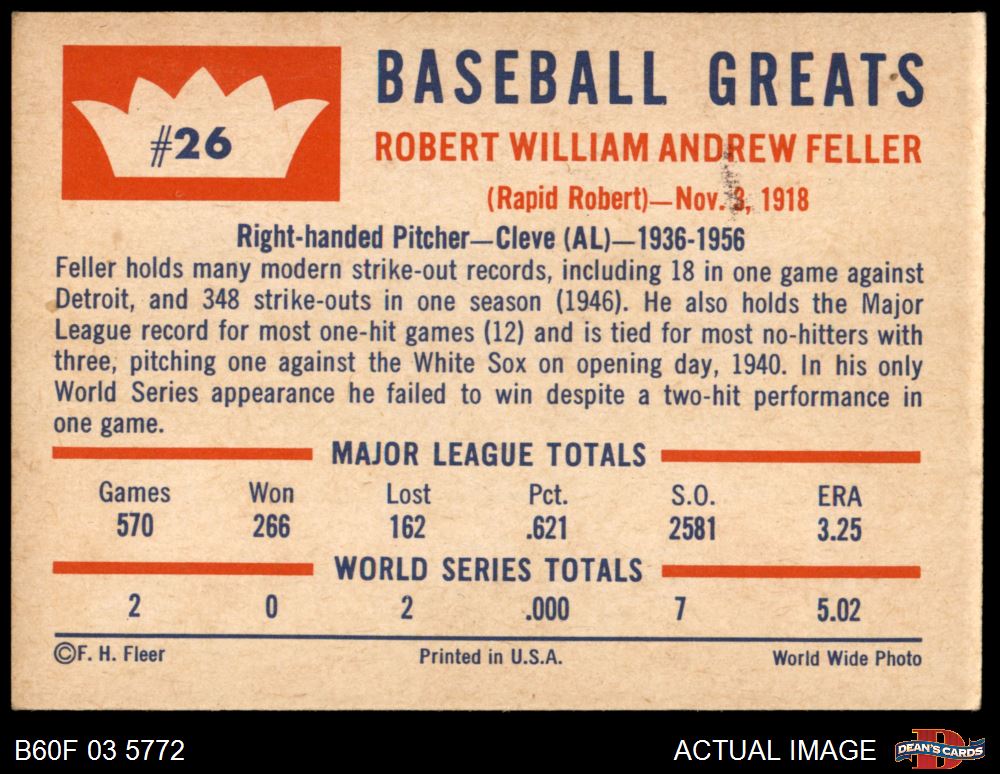 #26
BASEBALL GREATS
ROBERT WILLIAM ANDREW FELLER
(Rapid Robert)—Nov. 3, 1918
Right-handed Pitcher—Cleve (AL)—1936-1956
Feller holds many modern strike-out records, including 18 in one game against
Detroit, and 348 strike-outs in one season (1946). He also holds the Major
League record for most one-hit games (12) and is tied for most no-hitters with
three, pitching one against the White Sox on opening day, 1940. In his only
World Series appearance he failed to win despite a two-hit performance in
one game.
MAJOR LEAGUE TOTALS
Games Won Lost Pct. S.O. ERA
570 266 162 .621 2581 3.25
WORLD SERIES TOTALS
2 0 2 .000 7 5.02
©F. H. Fleer Printed in U.S.A. World Wide Photo
B60F 03 5772 ACTUAL IMAGE D DEAN'S CARDS